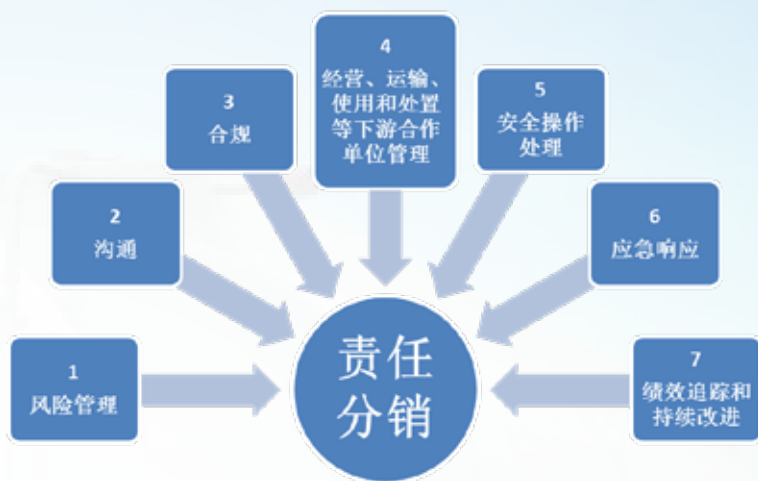 1
风险管理
2
沟通
3
合规
4
经营、运输、
使用和处置
等下游合作
单位管理
5
安全操作
处理
6
应急响应
7
绩效追踪和
持续改进
责任
分销